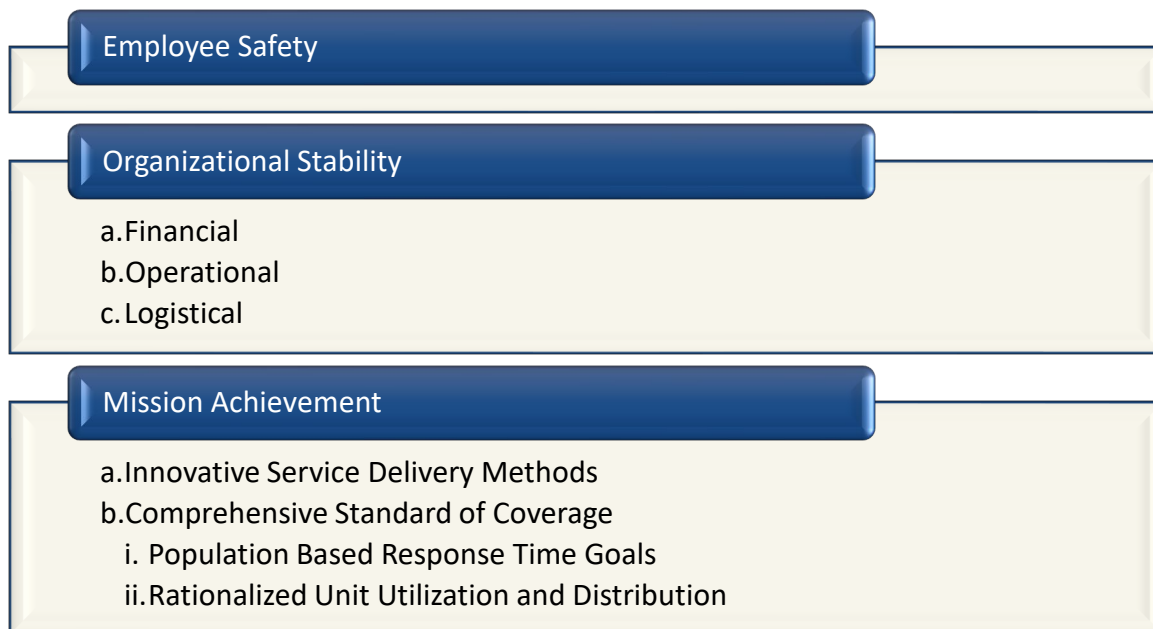 Employee Safety
Organizational Stability
a.Financial
b.Operational
c.Logistical
Mission Achievement
a.Innovative Service Delivery Methods
b.Comprehensive Standard of Coverage
i. Population Based Response Time Goals
ii.Rationalized Unit Utilization and Distribution